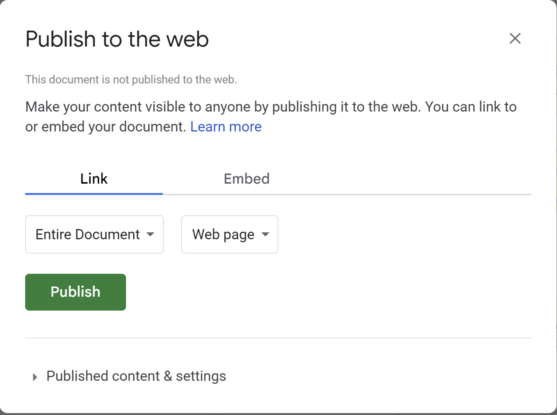 Publish to the web
This document is not published to the web.
Make your content visible to anyone by publishing it to the web. You can link to
or embed your document. Learn more
Link Embed
Entire Document Web page
Publish
Published content & settings